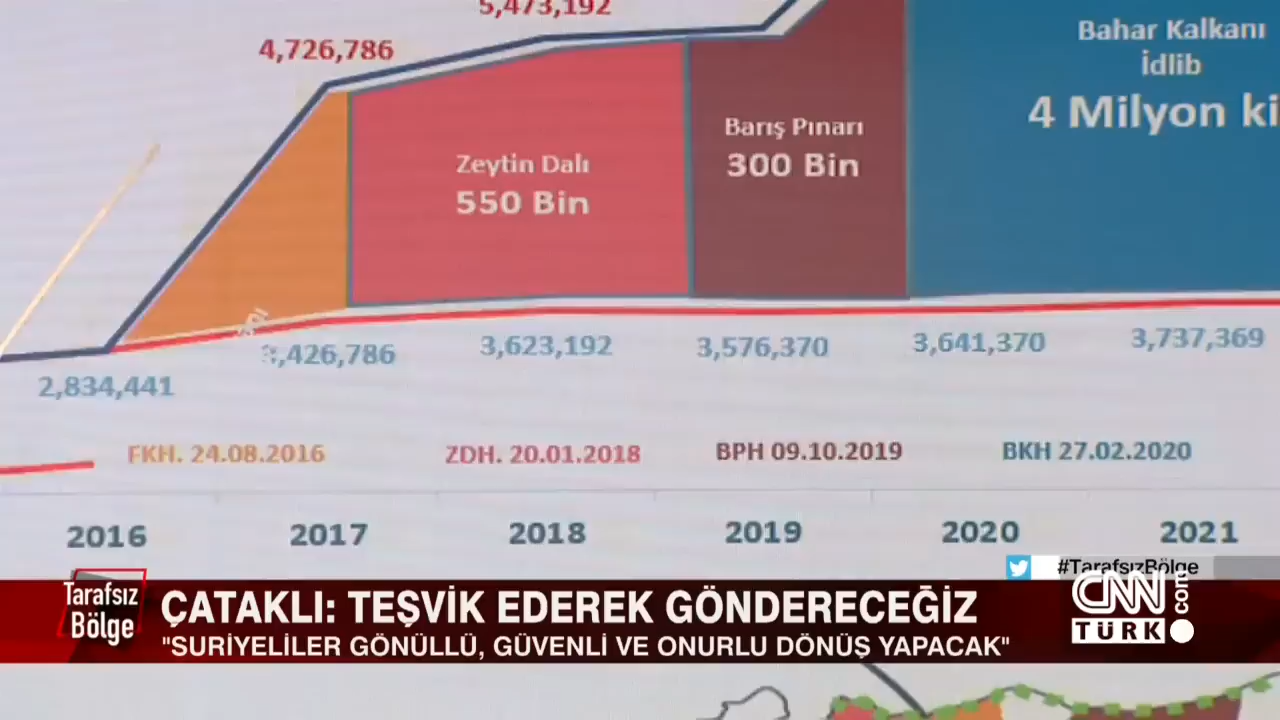 5,473,192
4,726,786
Bahar Kalkanı
İdlib
4 Milyon ki
Barış Pınarı
300 Bin
Zeytin Dalı
550 Bin
2,834,441
,426,786
3,623,192
3,576,370
3,641,370
3,737,369
FKH. 24.08.2016
ZDH. 20.01.2018
BPH 09.10.2019
BKH 27.02.2020
2016
2017
2018
2019
2020
2021
#TarafsızBölge
Tarafsız
Bölge
ÇATAKLI: TEŞVİK EDEREK GÖNDERECEĞİZ
"SURİYELİLER GÖNÜLLÜ, GÜVENLİ VE ONURLU DÖNÜŞ YAPACAK"
CNN
TÜRK
.com